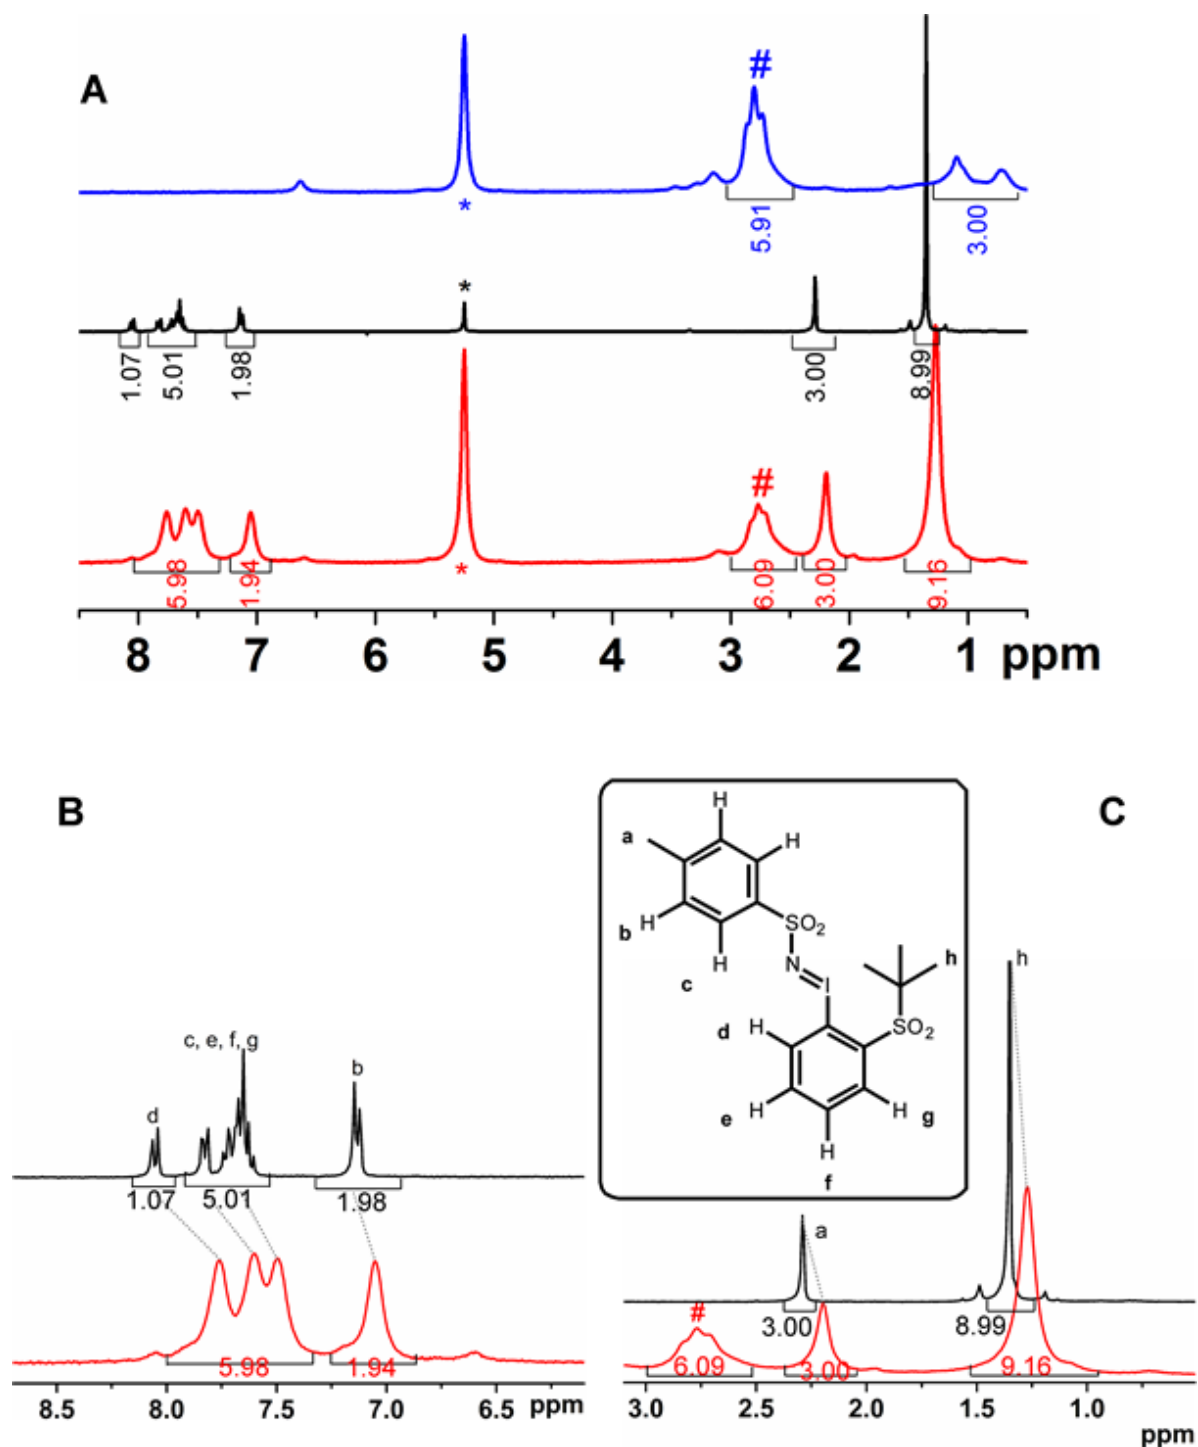 A
#
*
5.91
3.00
*
1.07
5.01
1.98
3.00
8.99
#
*
5.98
1.94
6.09
3.00
9.16
8 7 6 5 4 3 2 1 ppm
B
C
H
a
H
H
b
SO2
H
c
N
h
I
d
H
SO2
e
H
H
g
H
f
c, e, f, g
d
b
1.07
5.01
1.98
5.98
1.94
8.5 8.0 7.5 7.0 6.5 ppm
h
a
#
3.00
8.99
6.09
3.00
9.16
3.0 2.5 2.0 1.5 1.0
ppm